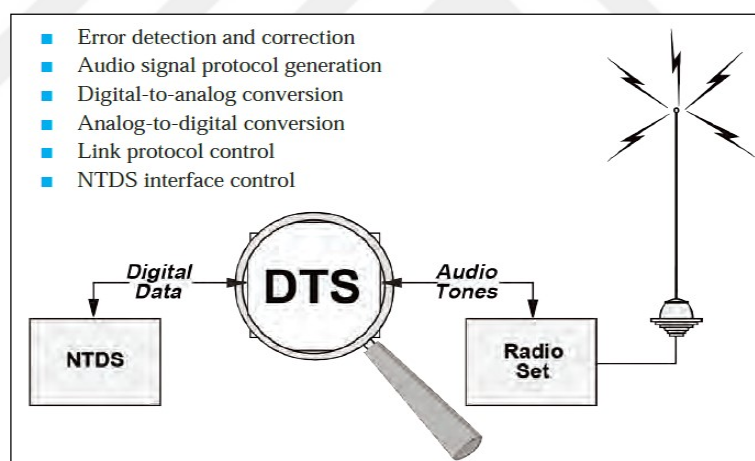 Error detection and correction
Audio signal protocol generation
Digital-to-analog conversion
Analog-to-digital conversion
Link protocol control
NTDS interface control
Digital
Data
DTS
Audio
Tones
NTDS
Radio
Set